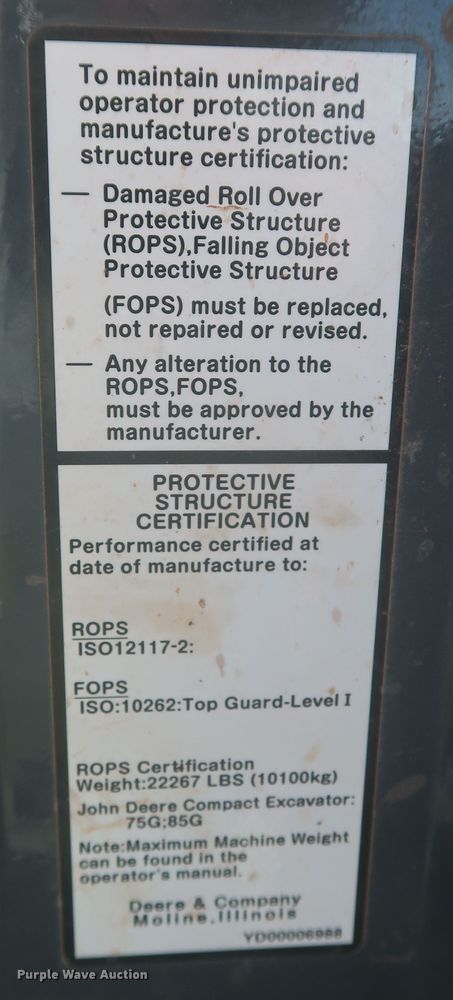 To maintain unimpaired
operator protection and
manufacture's protective
structure certification:
— Damaged Roll Over
Protective Structure
(ROPS),Falling Object
Protective Structure
(FOPS) must be replaced,
not repaired or revised.
— Any alteration to the
ROPS,FOPS,
must be approved by the
manufacturer.
PROTECTIVE
STRUCTURE
CERTIFICATION
Performance certified at
date of manufacture to:
ROPS
ISO12117-2:
FOPS
ISO:10262:Top Guard-Level I
ROPS Certification
Weight:22267 LBS (10100kg)
John Deere Compact Excavator:
75G;85G
Note:Maximum Machine Weight
can be found in the
operator's manual.
Deere & Company
Moline,Illinois
YD00006988
Purple Wave Auction